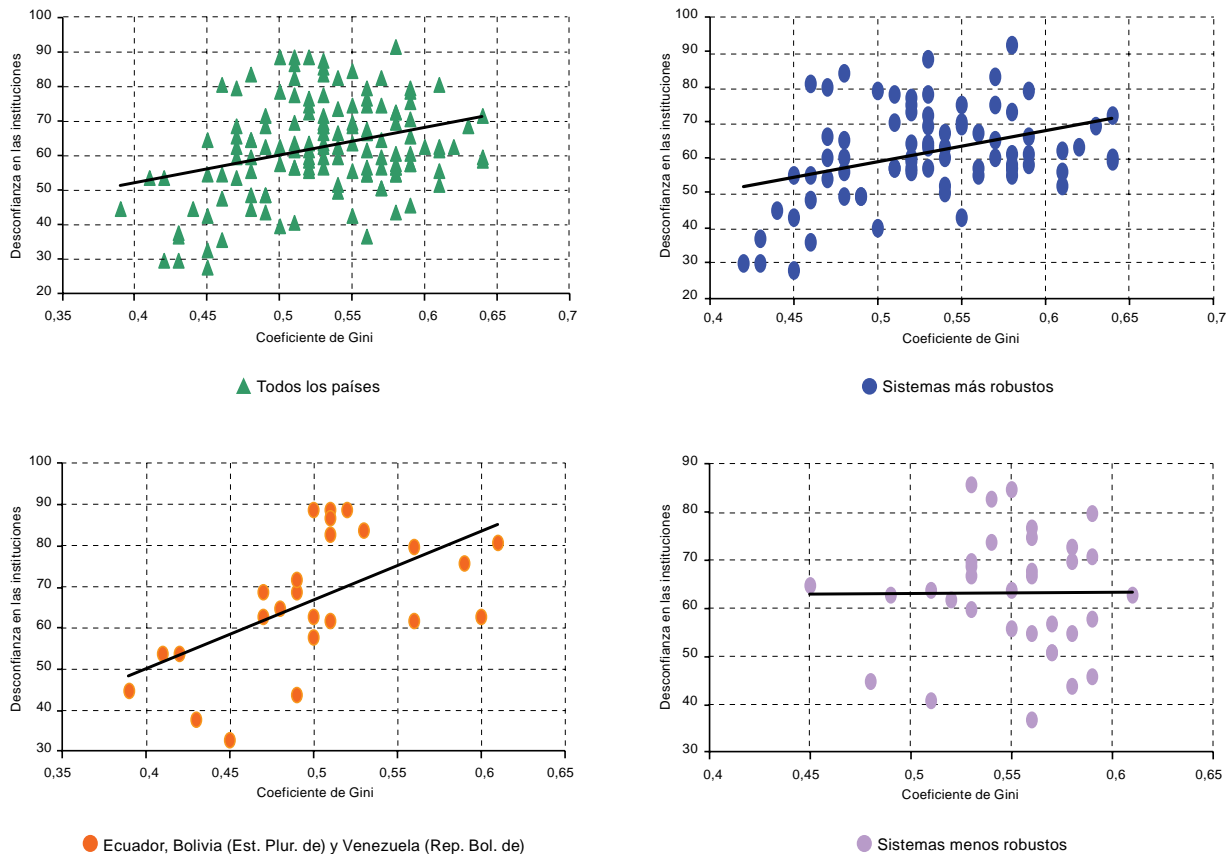 100
90
80
70
60
50
40
30
20
Desconfianza en las instituciones
0,35 0,4 0,45 0,5 0,55 0,6 0,65 0,7
Coeficiente de Gini
Todos los países
100
90
80
70
60
50
40
30
20
Desconfianza en las instituciones
0,4 0,45 0,5 0,55 0,6 0,65 0,7
Coeficiente de Gini
Sistemas más robustos
100
90
80
70
60
50
40
30
Desconfianza en las instituciones
0,35 0,4 0,45 0,5 0,55 0,6 0,65
Coeficiente de Gini
Ecuador, Bolivia (Est. Plur. de) y Venezuela (Rep. Bol. de)
90
80
70
60
50
40
30
Desconfianza en las instituciones
0,4 0,45 0,5 0,55 0,6 0,65
Coeficiente de Gini
Sistemas menos robustos